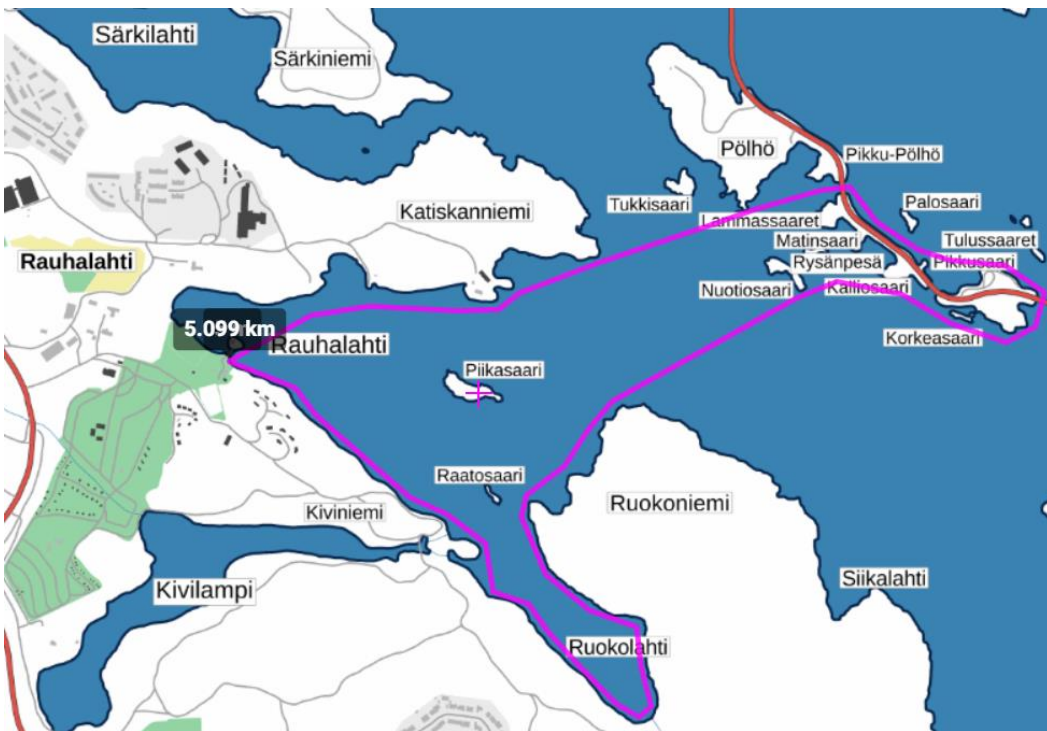 Särkilahti
Särkiniemi
Pölhö
Pikku-Pölhö
Tukkisaari
Katiskanniemi
Lammassaaret
Palosaari
Matinsaari
Tulussaaret
Rauhalahti
Rysänpesä
Pikkusaari
Nuotiosaari
Kalliosaari
5.099 km
Rauhalahti
Korkeasaari
Piikasaari
Raatosaari
Ruokoniemi
Kiviniemi
Siikalahti
Kivilampi
Ruokolahti